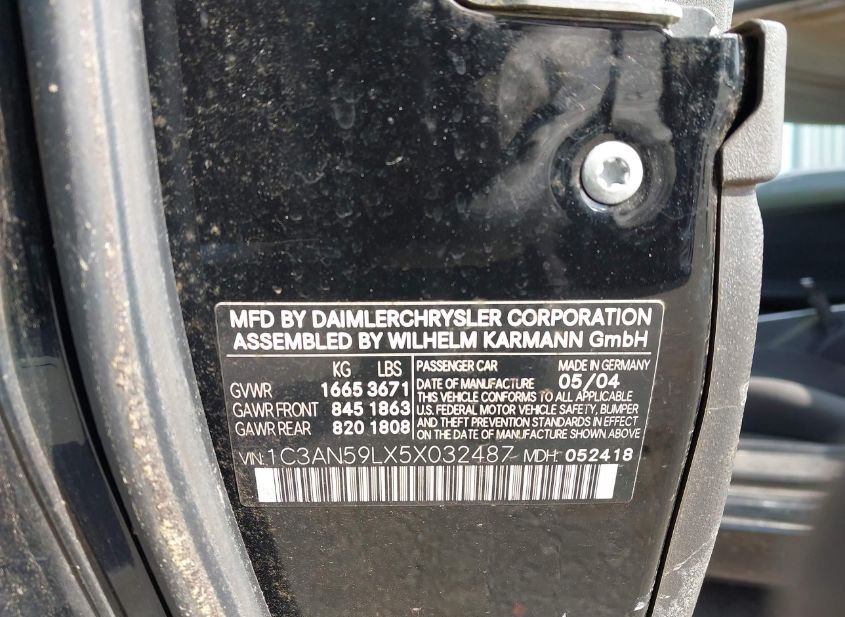 MFD BY DAIMLERCHRYSLER CORPORATION
ASSEMBLED BY WILHELM KARMANN GmbH
KG LBS
GVWR 1665 3671
GAWR FRONT 845 1863
GAWR REAR 820 1808
PASSENGER CAR MADE IN GERMANY
DATE OF MANUFACTURE 05/04
THIS VEHICLE CONFORMS TO ALL APPLICABLE
U.S. FEDERAL MOTOR VEHICLE SAFETY, BUMPER
AND THEFT PREVENTION STANDARDS IN EFFECT
ON THE DATE OF MANUFACTURE SHOWN ABOVE
VIN: 1C3AN59LX5X032487 MDH: 052418